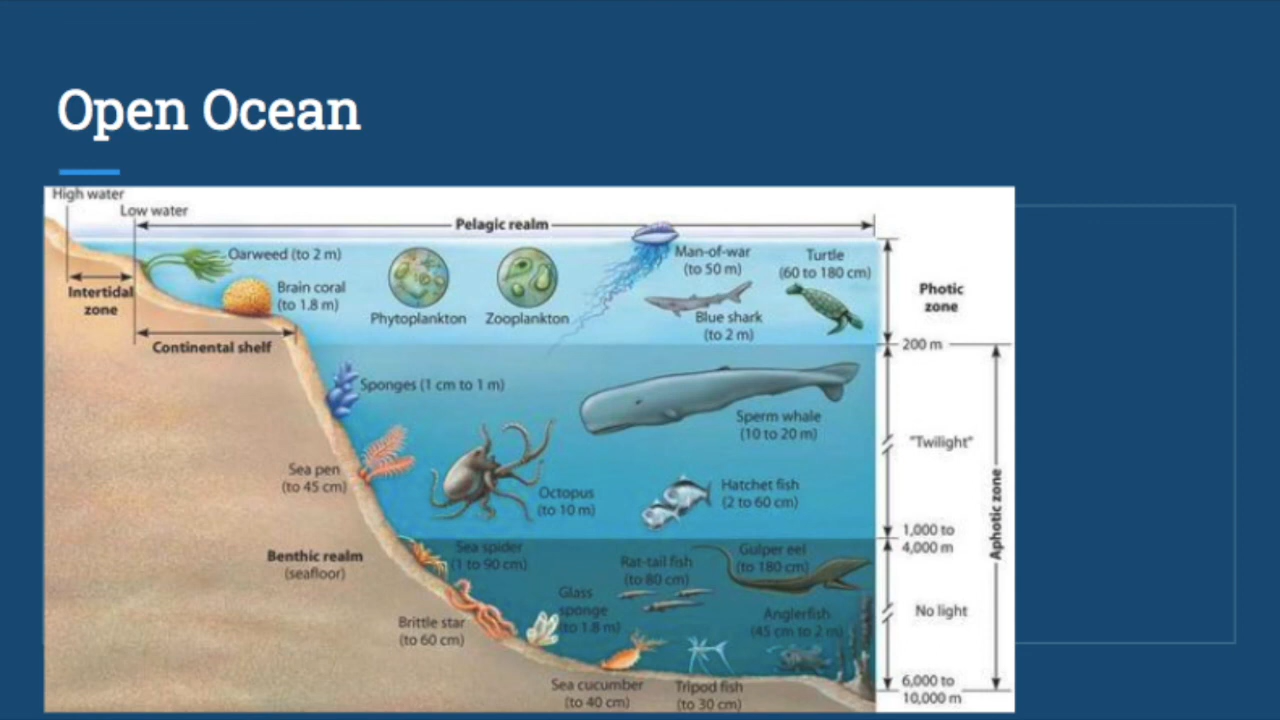 Open Ocean
High water
Low water
Pelagic realm
Oarweed (to 2 m)
Man-of-war
(to 50 m)
Turtle
(60 to 180 cm)
Intertidal
zone
Brain coral
(to 1.8 m)
Phytoplankton
Zooplankton
Blue shark
(to 2 m)
Photic
zone
Continental shelf
200 m
Sponges (1 cm to 1 m)
Sperm whale
(10 to 20 m)
"Twilight"
Sea pen
(to 45 cm)
Octopus
(to 10 m)
Hatchet fish
(2 to 60 cm)
Aphotic zone
1,000 to
4,000 m
Benthic realm
(seafloor)
Sea spider
(1 to 90 cm)
Rat-tail fish
(to 80 cm)
Gulper eel
(to 180 cm)
Brittle star
(to 60 cm)
Glass
sponge
(to 1.8 m)
Anglerfish
(45 cm to 2 m)
No light
Sea cucumber
(to 40 cm)
Tripod fish
(to 30 cm)
6,000 to
10,000 m